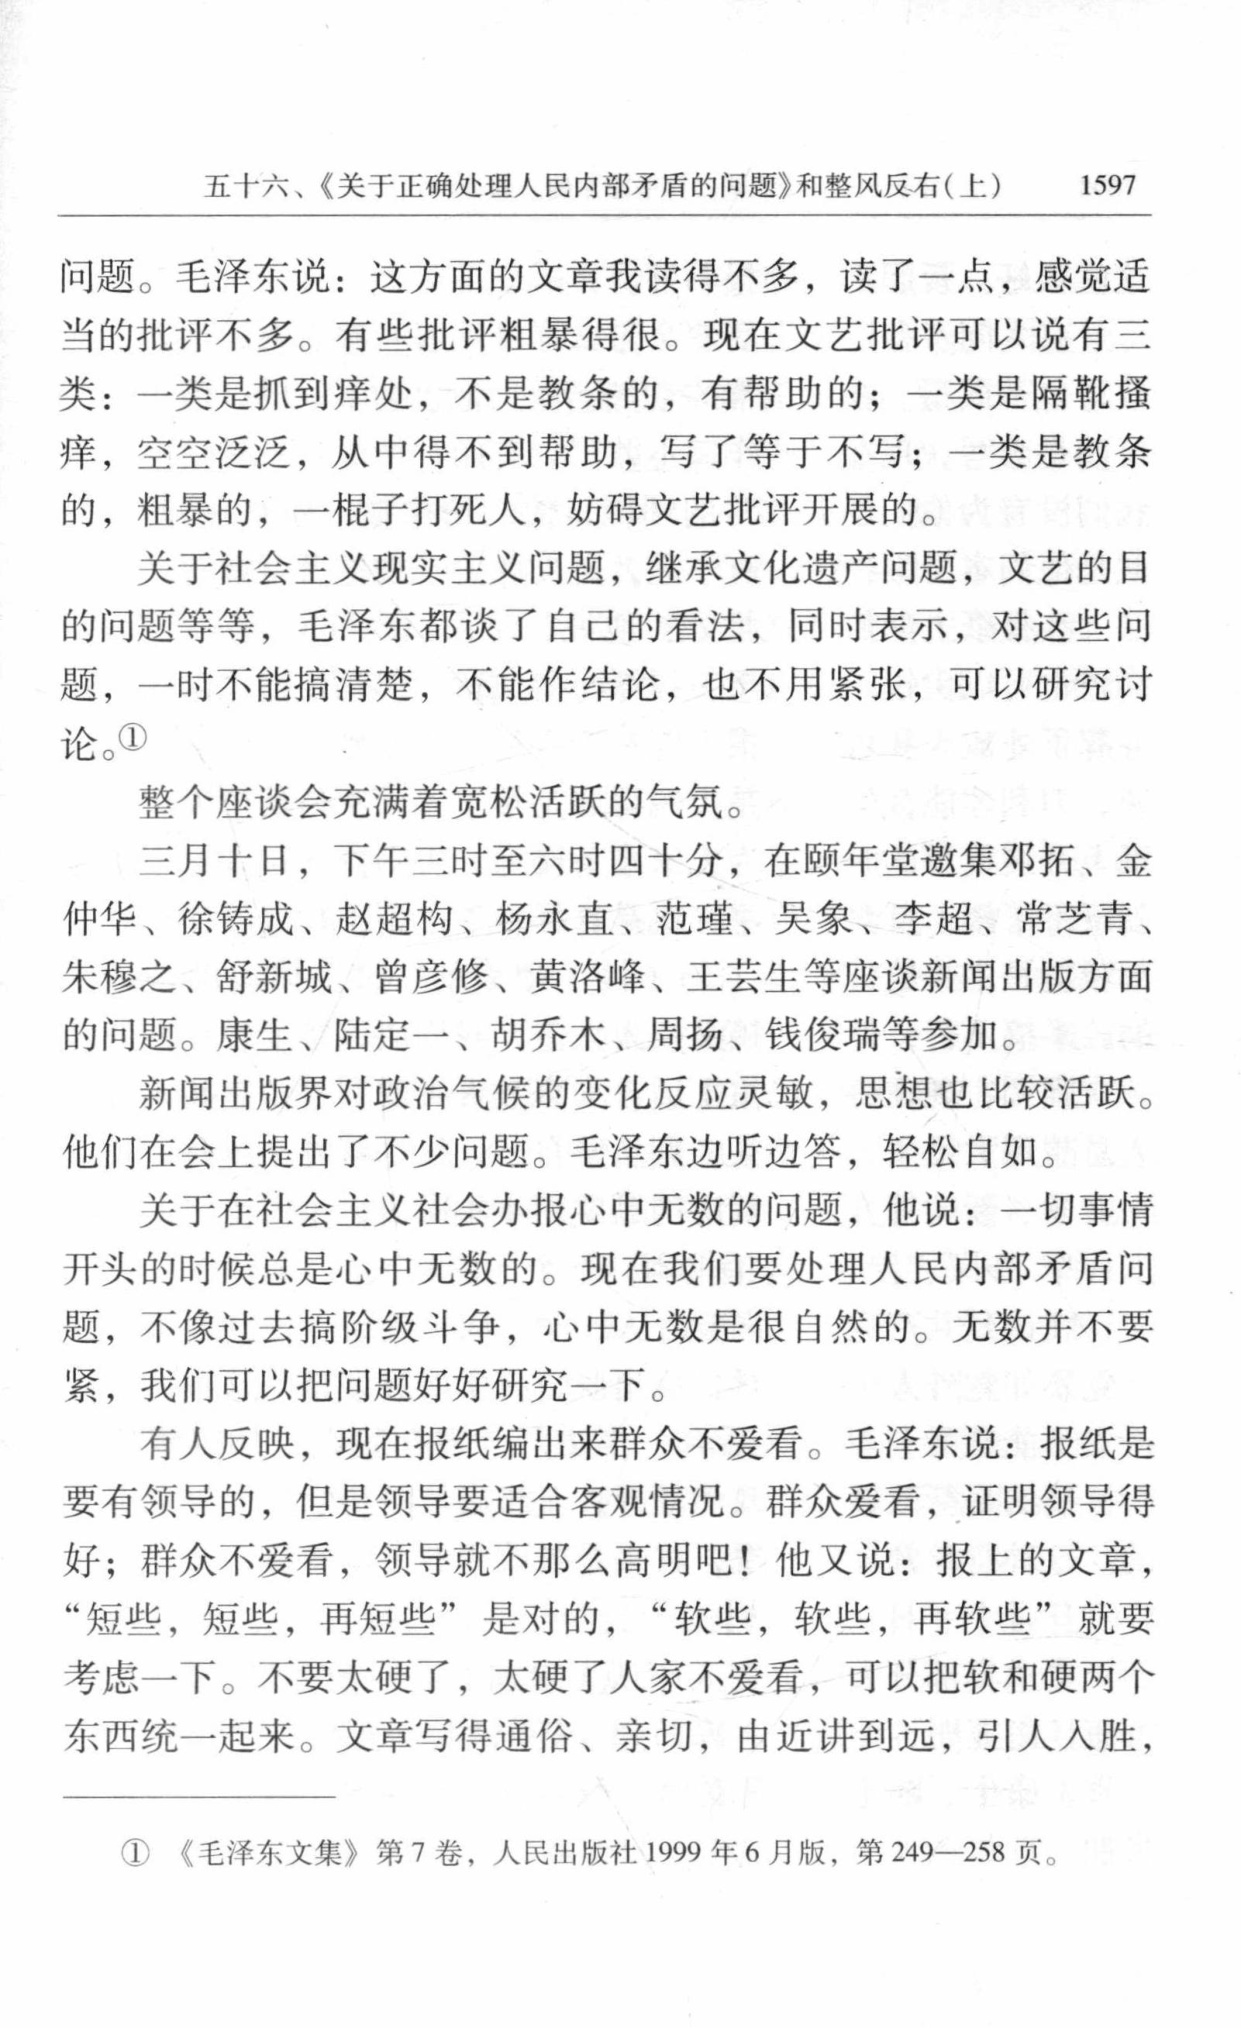 五十六、《关于正确处理人民内部矛盾的问题》和整风反右(上) 1597
问题。毛泽东说：这方面的文章我读得不多，读了一点，感觉适
当的批评不多。有些批评粗暴得很。现在文艺批评可以说有三
类：一类是抓到痒处，不是教条的，有帮助的；一类是隔靴搔
痒，空空泛泛，从中得不到帮助，写了等于不写；一类是教条
的，粗暴的，一棍子打死人，妨碍文艺批评开展的。
关于社会主义现实主义问题，继承文化遗产问题，文艺的目
的问题等等，毛泽东都谈了自己的看法，同时表示，对这些问
题，一时不能搞清楚，不能作结论，也不用紧张，可以研究讨
论。①
整个座谈会充满着宽松活跃的气氛。
三月十日，下午三时至六时四十分，在颐年堂邀集邓拓、金
仲华、徐铸成、赵超构、杨永直、范瑾、吴象、李超、常芝青、
朱穆之、舒新城、曾彦修、黄洛峰、王芸生等座谈新闻出版方面
的问题。康生、陆定一、胡乔木、周扬、钱俊瑞等参加。
新闻出版界对政治气候的变化反应灵敏，思想也比较活跃。
他们在会上提出了不少问题。毛泽东边听边答，轻松自如。
关于在社会主义社会办报心中无数的问题，他说：一切事情
开头的时候总是心中无数的。现在我们要处理人民内部矛盾问
题，不像过去搞阶级斗争，心中无数是很自然的。无数并不要
紧，我们可以把问题好好研究一下。
有人反映，现在报纸编出来群众不爱看。毛泽东说：报纸是
要有领导的，但是领导要适合客观情况。群众爱看，证明领导得
好；群众不爱看，领导就不那么高明吧！他又说：报上的文章，
“短些，短些，再短些”是对的，“软些，软些，再软些”就要
考虑一下。不要太硬了，太硬了人家不爱看，可以把软和硬两个
东西统一起来。文章写得通俗、亲切，由近讲到远，引人入胜，
① 《毛泽东文集》第7卷，人民出版社1999年6月版，第249—258页。